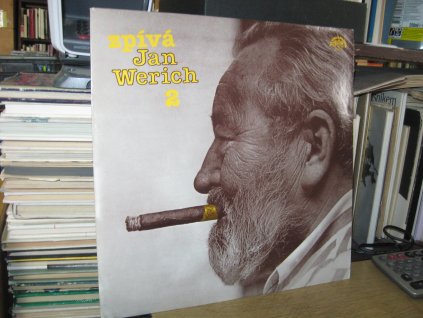 zpívá
Jan
Werich
2